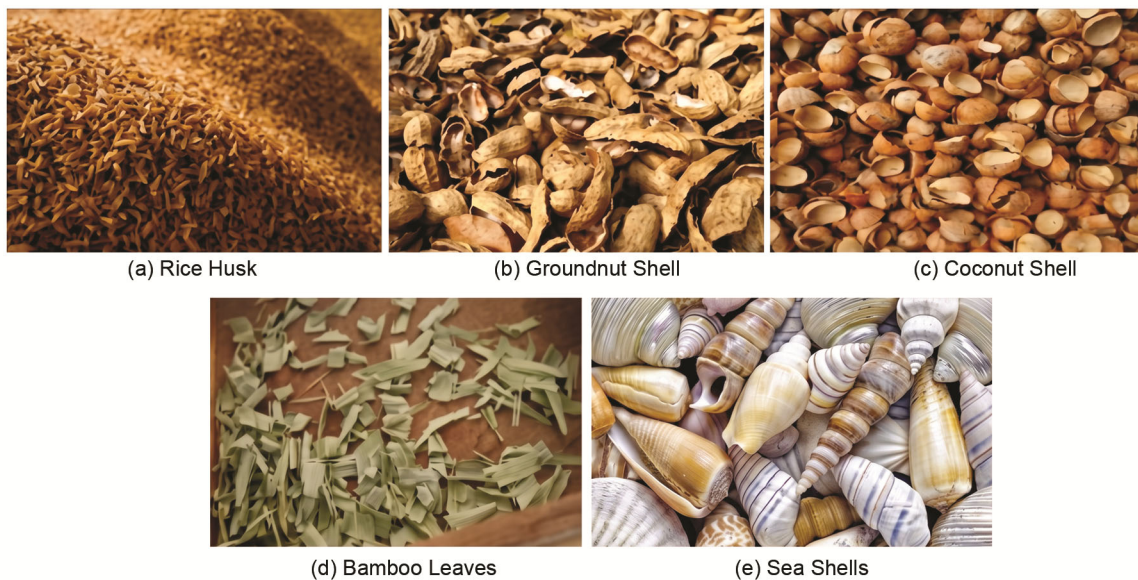 (a) Rice Husk
(b) Groundnut Shell
(c) Coconut Shell
(d) Bamboo Leaves
(e) Sea Shells